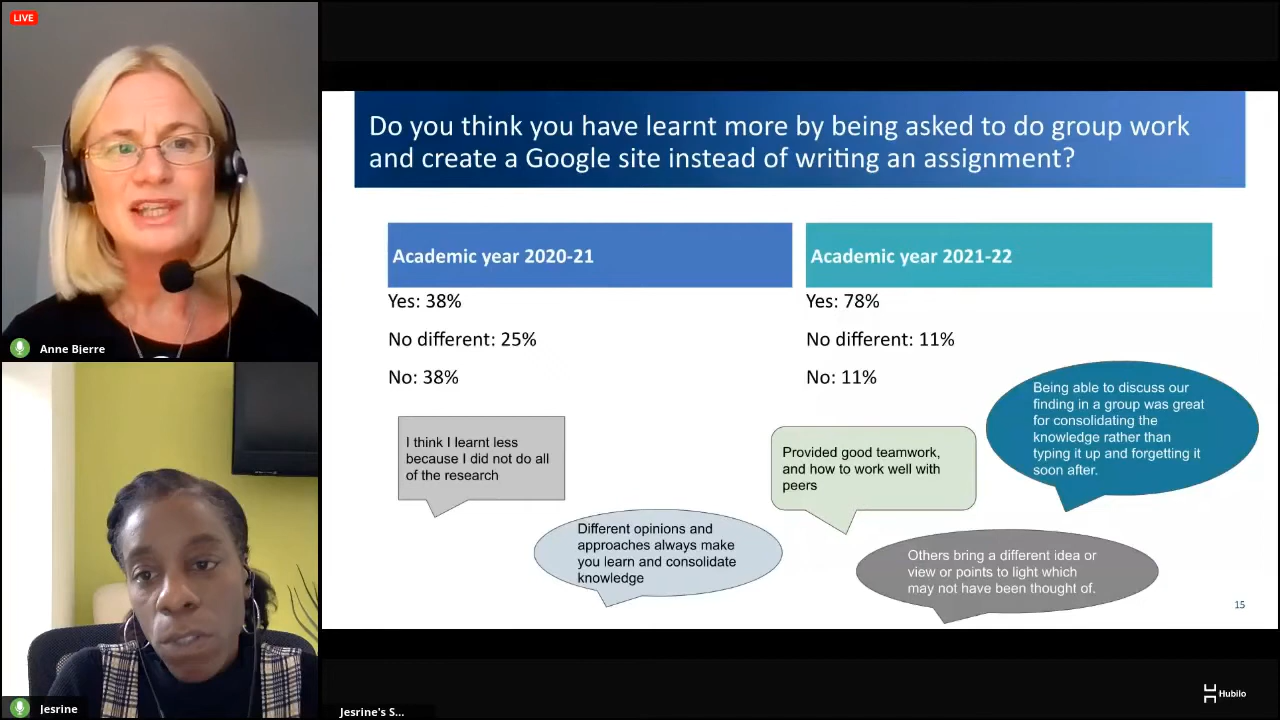 LIVE
Anne Bjerre
Jesrine
Do you think you have learnt more by being asked to do group work
and create a Google site instead of writing an assignment?
Academic year 2020-21
Yes: 38%
No different: 25%
No: 38%
Academic year 2021-22
Yes: 78%
No different: 11%
No: 11%
I think I learnt less
because I did not do all
of the research
Different opinions and
approaches always make
you learn and consolidate
knowledge
Provided good teamwork,
and how to work well with
peers
Being able to discuss our
finding in a group was great
for consolidating the
knowledge rather than
typing it up and forgetting it
soon after.
Others bring a different idea or
view or points to light which
may not have been thought of.
15
Jesrine's S...
Hubilo